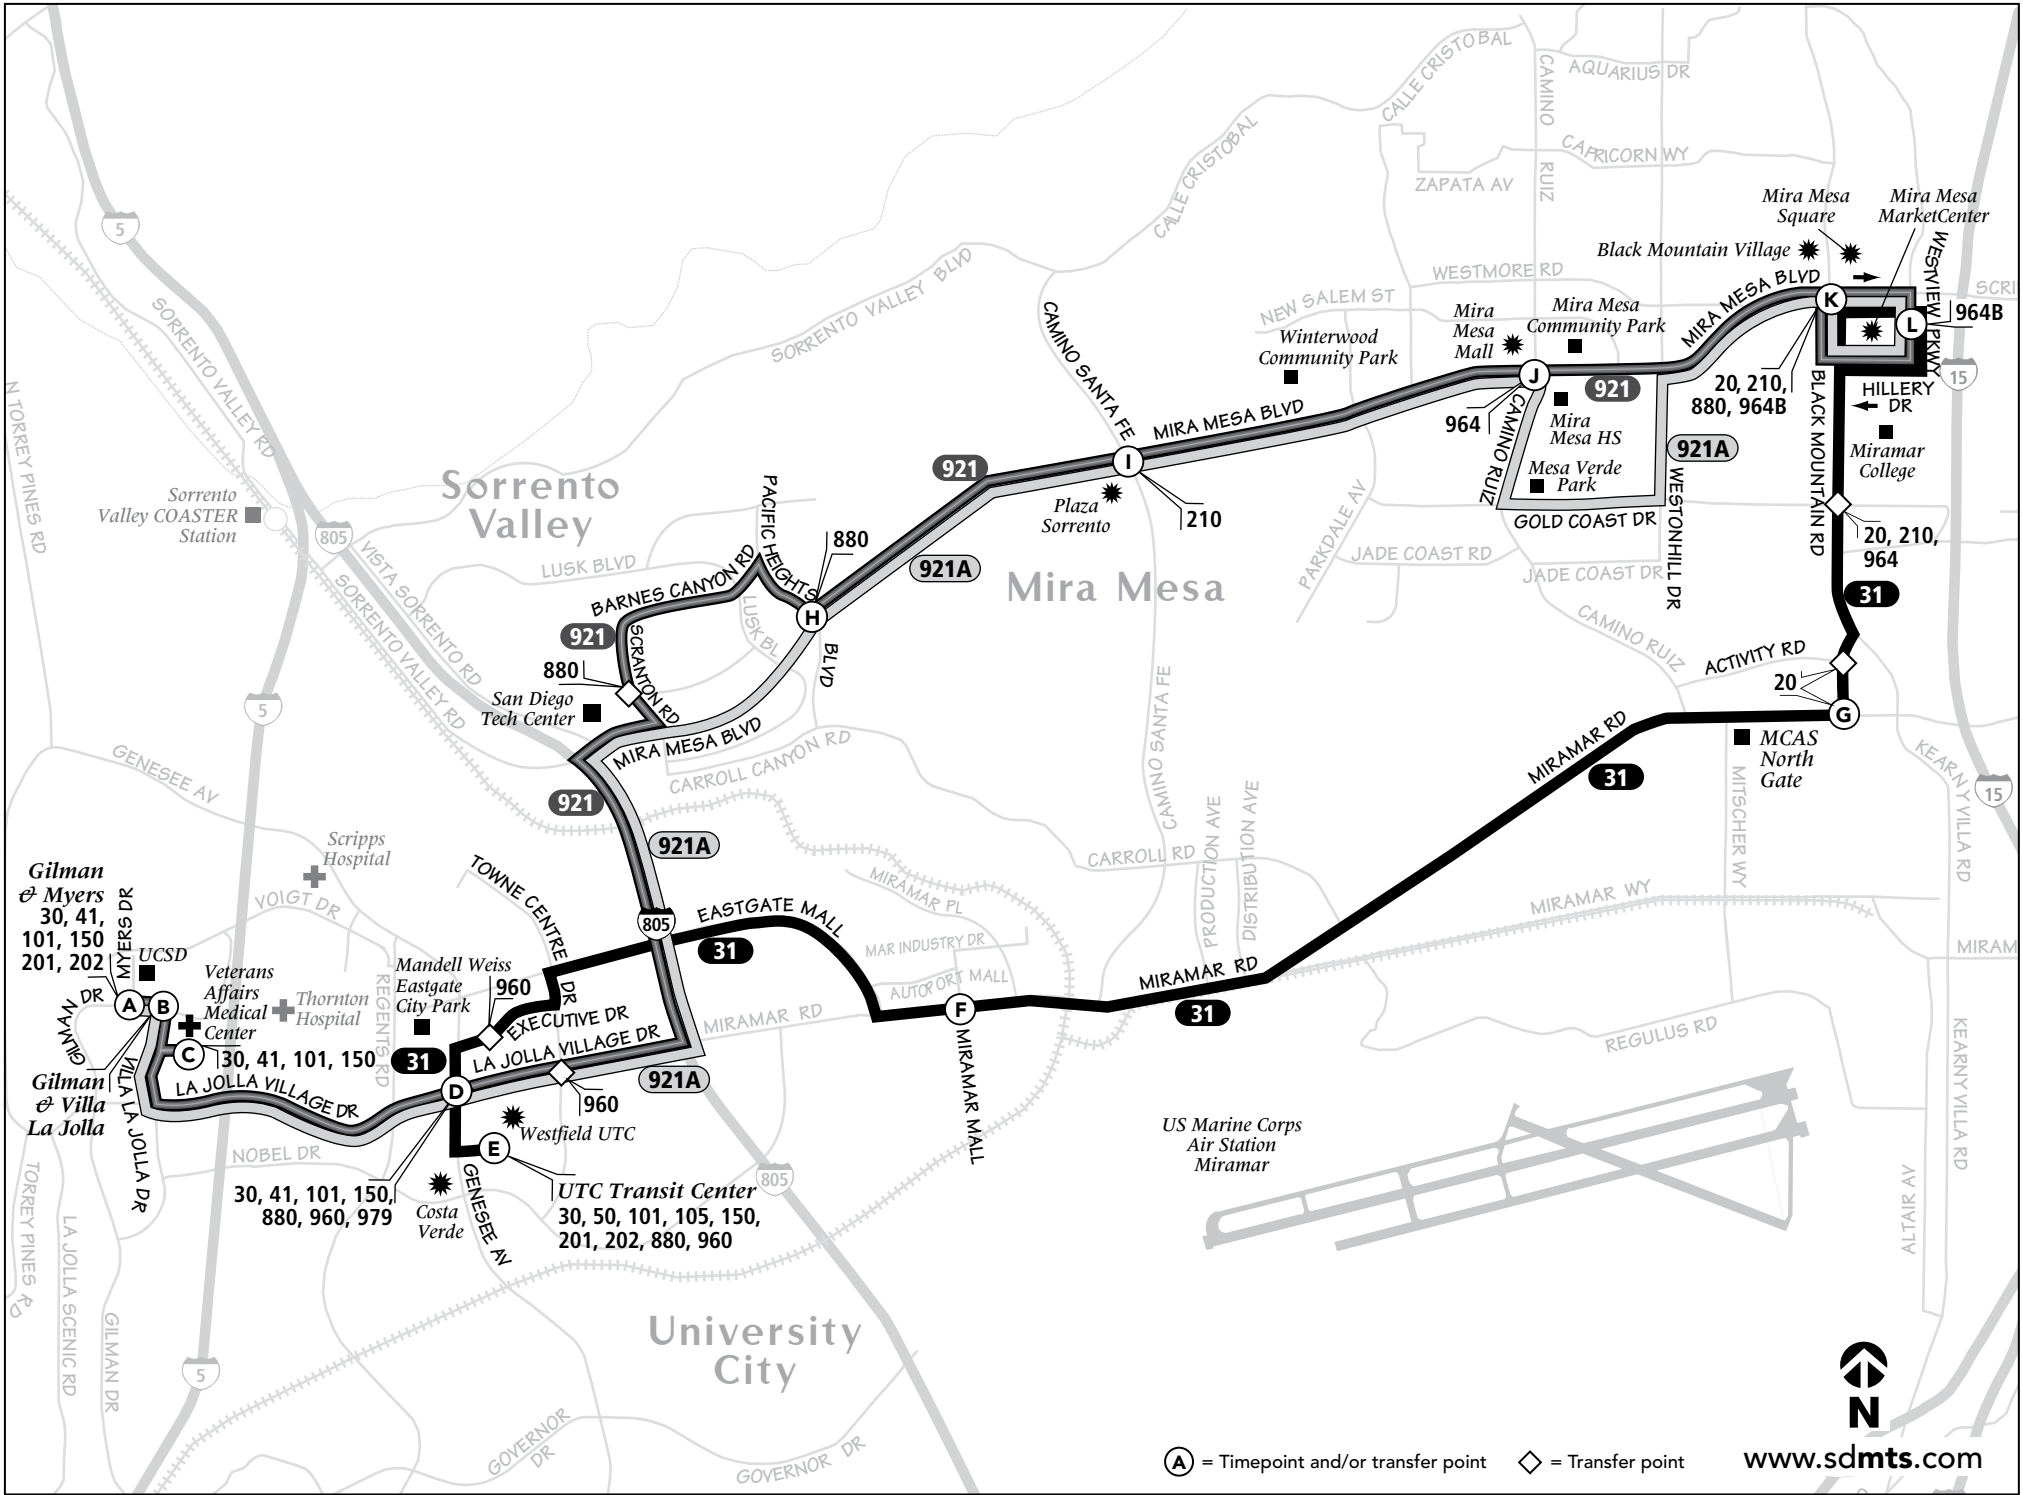 CALLE CRISTOBAL
CAMINO RUIZ
AQUARIUS DR
CALLE CRISTOBAL
CAPRICORN WY
ZAPATA AV
Mira Mesa
Square
Mira Mesa
MarketCenter
5
Black Mountain Village
WESTVIEW PKWY
SORRENTO VALLEY BLVD
WESTMORE RD
MIRA MESA BLVD
K
SCRI
NEW SALEM ST
Mira
Mesa
Mall
Mira Mesa
Community Park
L
964B
SORRENTO VALLEY RD
CAMINO SANTA FE
Winterwood
Community Park
J
921
20, 210,
880, 964B
15
HILLERY
DR
N TORREY PINES RD
MIRA MESA BLVD
964
CAMINO RUIZ
Mira
Mesa HS
921A
BLACK MOUNTAIN RD
Miramar
College
Sorrento
Valley
921
I
Mesa Verde
Park
WESTONHILL DR
Sorrento
Valley COASTER
Station
PACIFIC HEIGHTS
BLVD
Plaza
Sorrento
210
PARKDALE AV
GOLD COAST DR
805
VISTA SORRENTO RD
880
20, 210,
964
LUSK BLVD
BARNES CANYON RD
921A
JADE COAST RD
JADE COAST DR
SORRENTO VALLEY RD
LUSK BL
H
Mira Mesa
31
921
SCRANTON RD
CAMINO RUIZ
880
CAMINO SANTA FE
ACTIVITY RD
San Diego
Tech Center
20
5
MIRA MESA BLVD
G
MIRAMAR RD
MCAS
North
Gate
GENESEE AV
CARROLL CANYON RD
31
KEARNY VILLA RD
15
921
MITSCHER WY
Scripps
Hospital
921A
PRODUCTION AVE
DISTRIBUTION AVE
CARROLL RD
Gilman
& Myers
30, 41,
101, 150
201, 202
MYERS DR
TOWNE CENTRE
DR
MIRAMAR PL
VOIGT DR
805
EASTGATE MALL
MIRAMAR WY
MIRAM
UCSD
31
MAR INDUSTRY DR
Veterans
Affairs
Medical
Center
Mandell Weiss
Eastgate
City Park
960
AUTOPORT MALL
MIRAMAR RD
GILMAN DR
A
B
Thornton
Hospital
REGENTS RD
EXECUTIVE DR
MIRAMAR RD
F
31
C
30, 41, 101, 150
31
LA JOLLA VILLAGE DR
REGULUS RD
KEARNY VILLA RD
Gilman
& Villa
La Jolla
VILLA LA JOLLA DR
LA JOLLA VILLAGE DR
D
921A
MIRAMAR MALL
960
Westfield UTC
US Marine Corps
Air Station
Miramar
NOBEL DR
E
805
TORREY PINES RD
30, 41, 101, 150,
880, 960, 979
Costa
Verde
GENESEE AV
UTC Transit Center
30, 50, 101, 105, 150,
201, 202, 880, 960
ALTAIR AV
LA JOLLA SCENIC RD
GILMAN DR
University
City
5
N
GOVERNOR
DR
GOVERNOR DR
A = Timepoint and/or transfer point
= Transfer point
www.sdmts.com